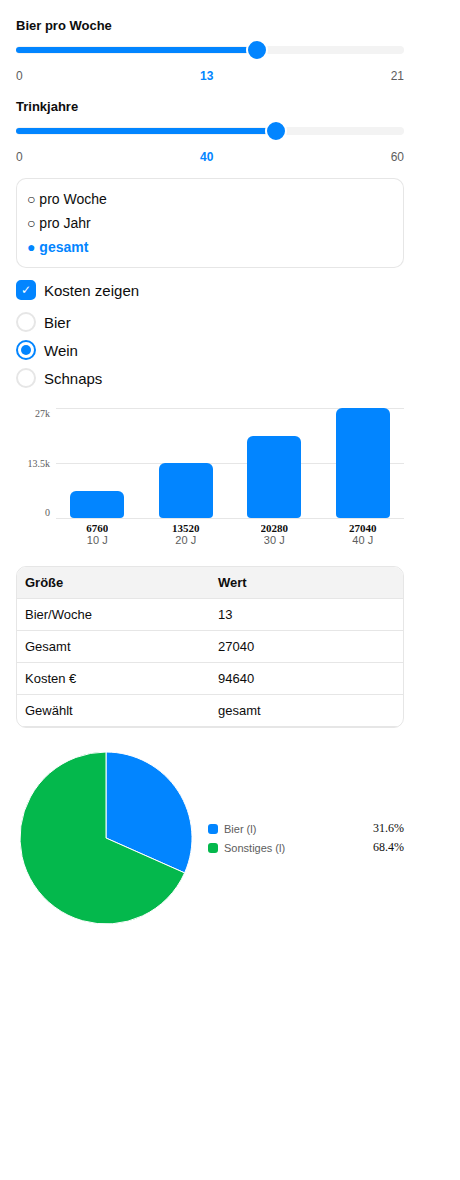 Bier pro Woche
0 13 21
Trinkjahre
0 40 60
○ pro Woche
○ pro Jahr
● gesamt
✓ Kosten zeigen
Bier
Wein
Schnaps
27k
13.5k
0
6760 13520 20280 27040
10 J 20 J 30 J 40 J
Größe Wert
Bier/Woche 13
Gesamt 27040
Kosten € 94640
Gewählt gesamt
Bier (l) 31.6%
Sonstiges (l) 68.4%